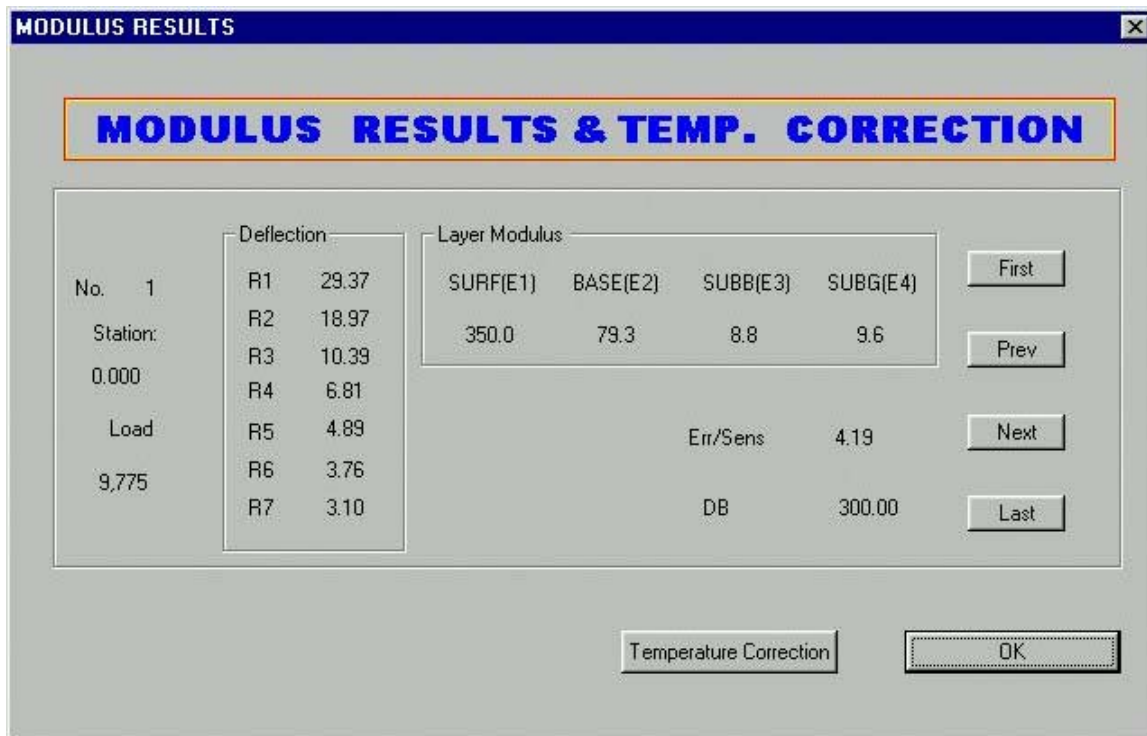 MODULUS RESULTS
MODULUS RESULTS & TEMP. CORRECTION
No. 1
Station:
0.000
Load
9,775
Deflection
R1 29.37
R2 18.97
R3 10.39
R4 6.81
R5 4.89
R6 3.76
R7 3.10
Layer Modulus
SURF(E1) BASE(E2) SUBB(E3) SUBG(E4)
350.0 79.3 8.8 9.6
Err/Sens 4.19
DB 300.00
First
Prev
Next
Last
Temperature Correction
OK